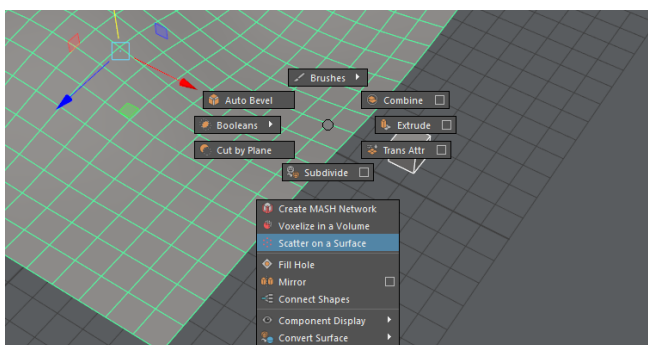 Brushes
Auto Bevel
Combine
Booleans
Extrude
Cut by Plane
Trans Attr
Subdivide
Create MASH Network
Voxelize in a Volume
Scatter on a Surface
Fill Hole
Mirror
Connect Shapes
Component Display
Convert Surface